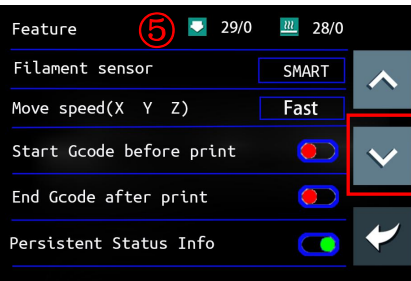 Feature ⑤ 29/0 28/0
Filament sensor SMART
Move speed(X Y Z) Fast
Start Gcode before print
End Gcode after print
Persistent Status Info